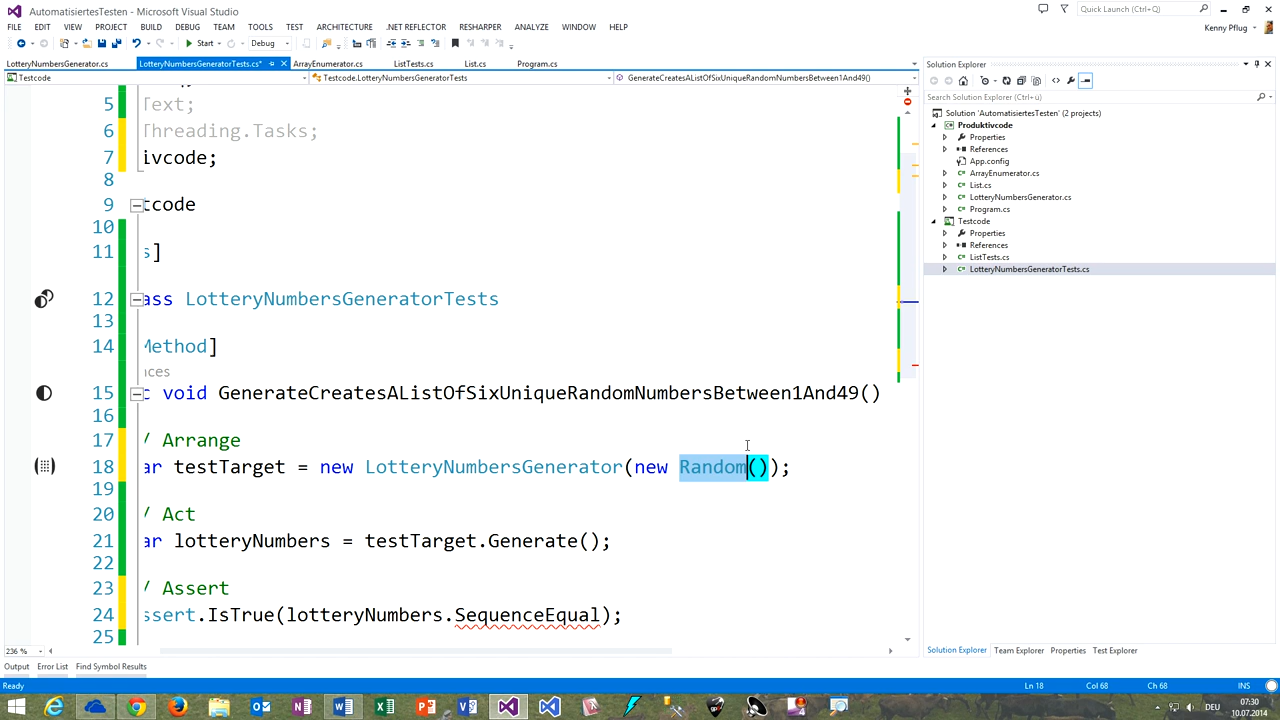 AutomatisiertesTesten - Microsoft Visual Studio
Quick Launch (Ctrl+Q)
FILE EDIT VIEW PROJECT BUILD DEBUG TEAM TOOLS TEST ARCHITECTURE .NET REFLECTOR RESHARPER ANALYZE WINDOW HELP
Kenny Pflug
Start Debug
LotteryNumbersGenerator.cs LotteryNumbersGeneratorTests.cs* ArrayEnumerator.cs ListTests.cs List.cs Program.cs
Testcode Testcode.LotteryNumbersGeneratorTests GenerateCreatesAListOfSixUniqueRandomNumbersBetween1And49()
5 Text;
6 Threading.Tasks;
7 ivcode;
8
9 tcode
10
11 s]
12 ass LotteryNumbersGeneratorTests
13
14 Method]
nces
15 c void GenerateCreatesAListOfSixUniqueRandomNumbersBetween1And49()
16
17 / Arrange
18 ar testTarget = new LotteryNumbersGenerator(new Random());
19
20 / Act
21 ar lotteryNumbers = testTarget.Generate();
22
23 / Assert
24 ssert.IsTrue(lotteryNumbers.SequenceEqual);
25
236 %
Solution Explorer
Search Solution Explorer (Ctrl+ü)
Solution 'AutomatisiertesTesten' (2 projects)
Produktivcode
Properties
References
App.config
ArrayEnumerator.cs
List.cs
LotteryNumbersGenerator.cs
Program.cs
Testcode
Properties
References
ListTests.cs
LotteryNumbersGeneratorTests.cs
Solution Explorer Team Explorer Properties Test Explorer
Output Error List Find Symbol Results
Ready Ln 18 Col 68 Ch 68 INS
DEU 07:30
10.07.2014